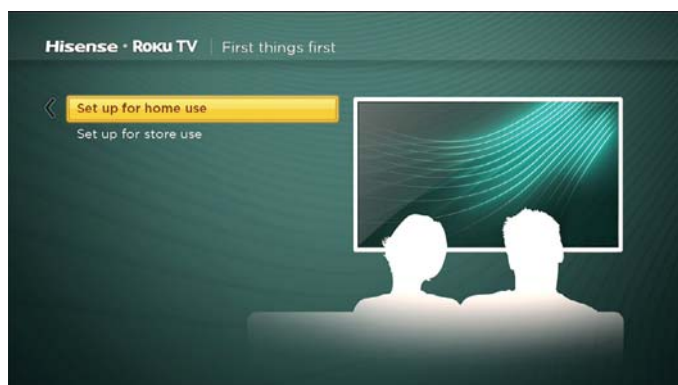 Hisense • Roku TV | First things first
Set up for home use
Set up for store use